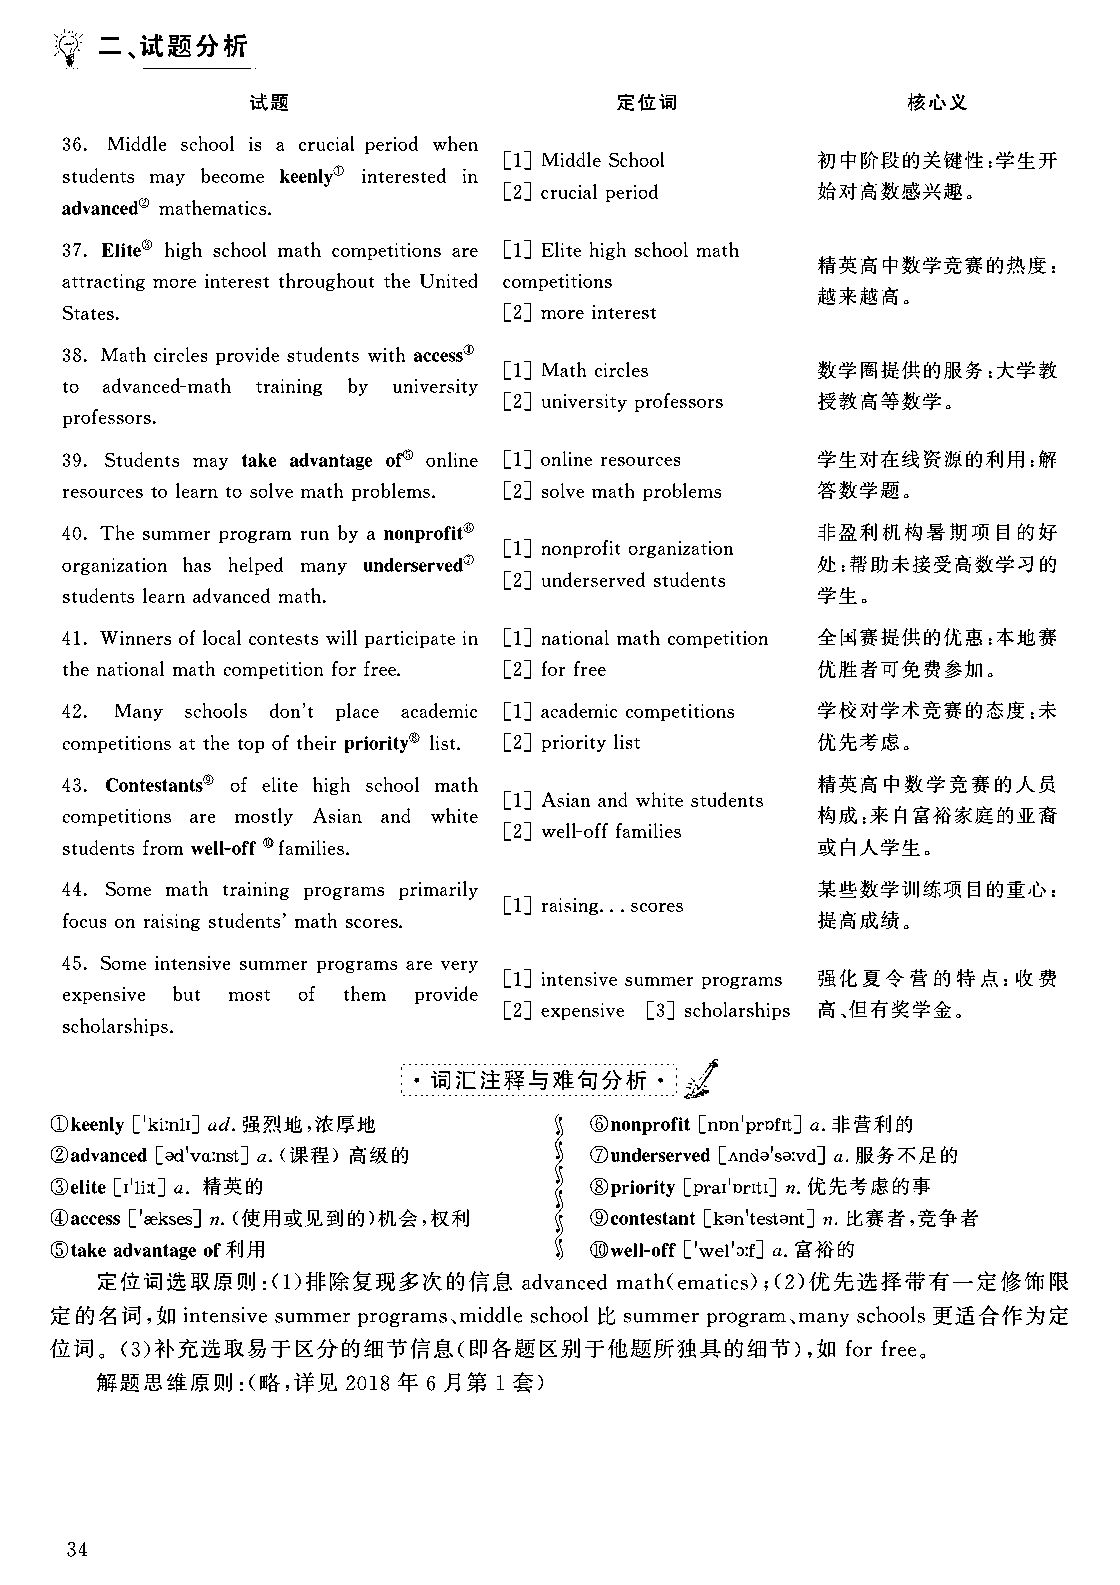 二、试题分析
试题 定位词 核心义
36. Middle school is a crucial period when
students may become keenly① interested in
advanced② mathematics.
[1] Middle School
[2] crucial period
初中阶段的关键性:学生开
始对高数感兴趣。
37. Elite③ high school math competitions are
attracting more interest throughout the United
States.
[1] Elite high school math
competitions
[2] more interest
精英高中数学竞赛的热度:
越来越高。
38. Math circles provide students with access④
to advanced-math training by university
professors.
[1] Math circles
[2] university professors
数学圈提供的服务:大学教
授教高等数学。
39. Students may take advantage of⑤ online
resources to learn to solve math problems.
[1] online resources
[2] solve math problems
学生对在线资源的利用:解
答数学题。
40. The summer program run by a nonprofit⑥
organization has helped many underserved⑦
students learn advanced math.
[1] nonprofit organization
[2] underserved students
非盈利机构暑期项目的好
处:帮助未接受高数学习的
学生。
41. Winners of local contests will participate in
the national math competition for free.
[1] national math competition
[2] for free
全国赛提供的优惠:本地赛
优胜者可免费参加。
42. Many schools don't place academic
competitions at the top of their priority⑧ list.
[1] academic competitions
[2] priority list
学校对学术竞赛的态度:未
优先考虑。
43. Contestants⑨ of elite high school math
competitions are mostly Asian and white
students from well-off ⑩ families.
[1] Asian and white students
[2] well-off families
精英高中数学竞赛的人员
构成:来自富裕家庭的亚裔
或白人学生。
44. Some math training programs primarily
focus on raising students' math scores.
[1] raising...scores
某些数学训练项目的重心:
提高成绩。
45. Some intensive summer programs are very
expensive but most of them provide
scholarships.
[1] intensive summer programs
[2] expensive [3] scholarships
强化夏令营的特点:收费
高、但有奖学金。
·词汇注释与难句分析·
①keenly [ˈkiːnlɪ] ad. 强烈地,浓厚地
②advanced [ədˈvɑːnst] a. (课程) 高级的
③elite [ɪˈliːt] a. 精英的
④access [ˈækses] n. (使用或见到的)机会,权利
⑤take advantage of 利用
⑥nonprofit [nɒnˈprɒfɪt] a. 非营利的
⑦underserved [ʌndəˈsəːvd] a. 服务不足的
⑧priority [praɪˈɒrɪtɪ] n. 优先考虑的事
⑨contestant [kənˈtestənt] n. 比赛者,竞争者
⑩well-off [ˈwelˈɔːf] a. 富裕的
定位词选取原则:(1)排除复现多次的信息 advanced math(ematics);(2)优先选择带有一定修饰限
定的名词,如 intensive summer programs、middle school 比 summer program、many schools 更适合作为定
位词。(3)补充选取易于区分的细节信息(即各题区别于他题所独具的细节),如 for free。
解题思维原则:(略,详见 2018 年 6 月第 1 套)
34